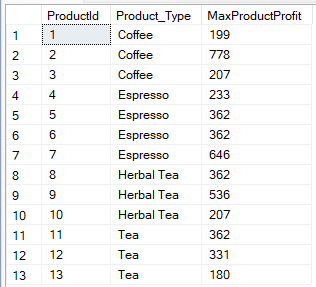 ProductId Product_Type MaxProductProfit
1 1 Coffee 199
2 2 Coffee 778
3 3 Coffee 207
4 4 Espresso 233
5 5 Espresso 362
6 6 Espresso 362
7 7 Espresso 646
8 8 Herbal Tea 362
9 9 Herbal Tea 536
10 10 Herbal Tea 207
11 11 Tea 362
12 12 Tea 331
13 13 Tea 180